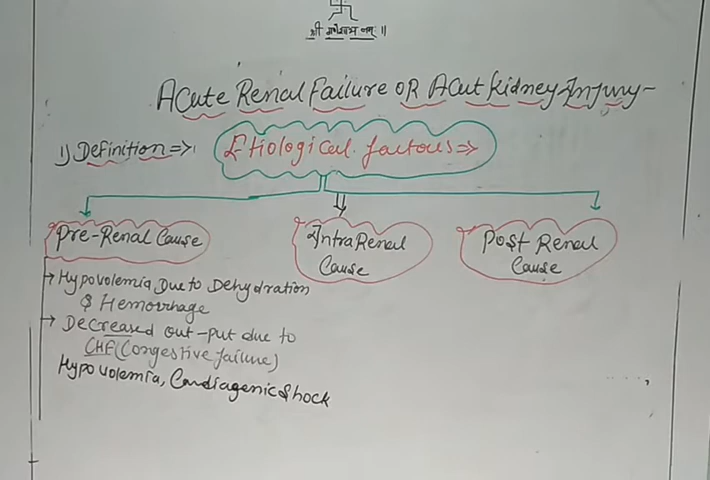 श्री गणेशाय नमः ॥
Acute Renal Failure OR Acut Kidney Injury-
1) Definition =>
Etiological factors =>
Pre-Renal Cause
Intra Renal Cause
Post Renal Cause
→ Hypovolemia Due to Dehydration
& Hemorrhage
→ Decreased out-put due to
CHF (Congestive failure)
Hypovolemia, Cardiagenic Shock